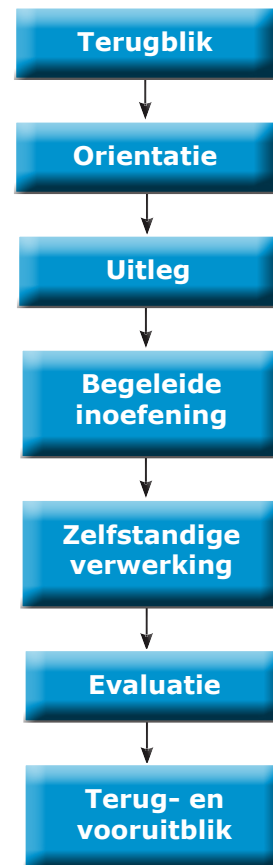 Terugblik
Orientatie
Uitleg
Begeleide
inoefening
Zelfstandige
verwerking
Evaluatie
Terug- en
vooruitblik